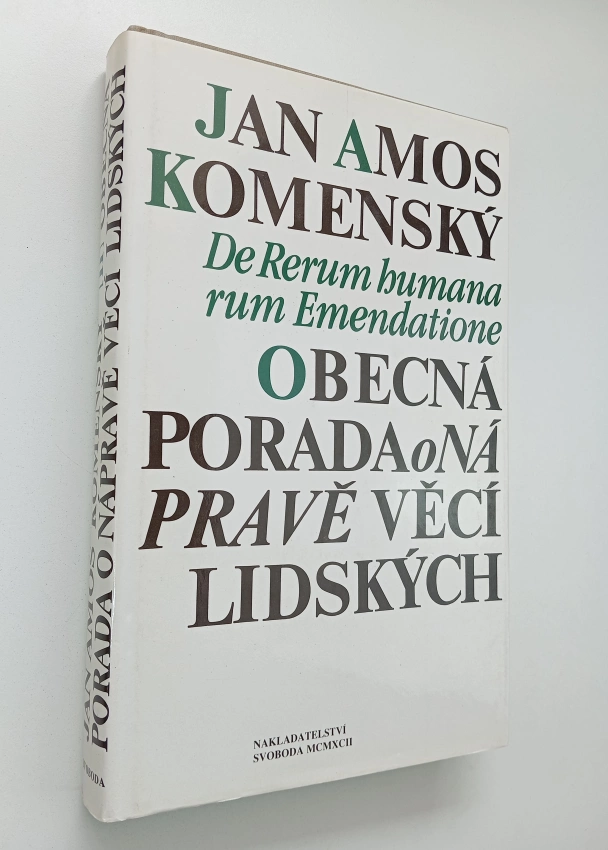 JAN AMOS
KOMENSKÝ
De Rerum humana
rum Emendatione
OBECNÁ
PORADA o NÁ
PRAVĚ VĚCÍ
LIDSKÝCH
NAKLADATELSTVÍ
SVOBODA MCMXCII
JAN AMOS KOMENSKÝ
PORADA O NÁPRAVĚ VĚCÍ LIDSKÝCH